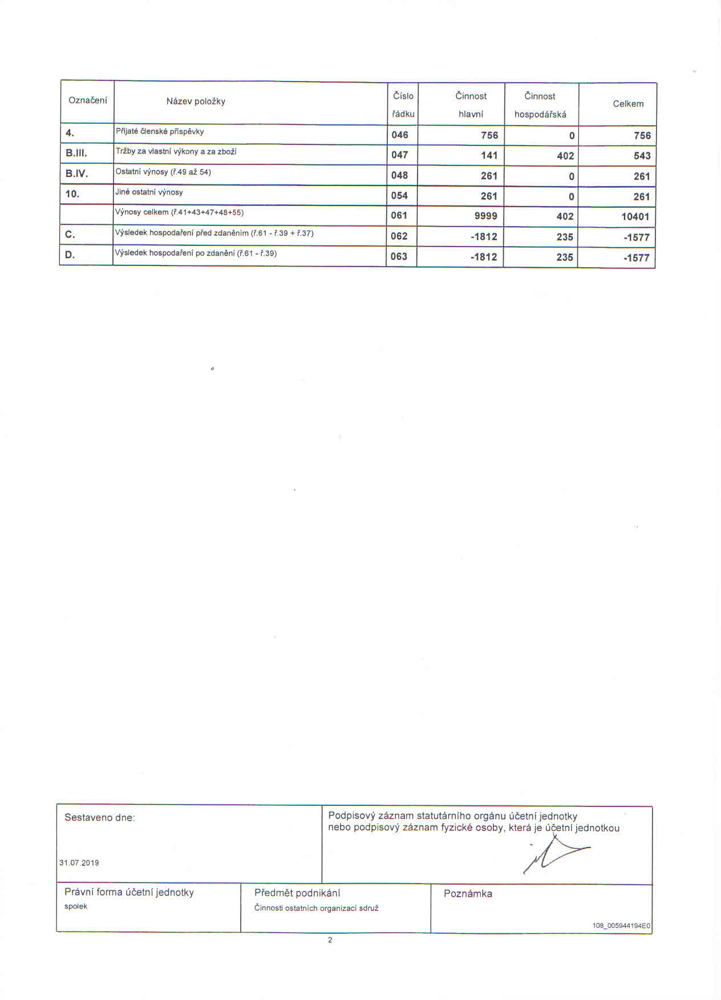 Označení Název položky Číslo řádku Činnost hlavní Činnost hospodářská Celkem
4. Přijaté členské příspěvky 046 756 0 756
B.III. Tržby za vlastní výkony a za zboží 047 141 402 543
B.IV. Ostatní výnosy (ř.49 až 54) 048 261 0 261
10. Jiné ostatní výnosy 054 261 0 261
Výnosy celkem (ř.41+43+47+48+55) 061 9999 402 10401
C. Výsledek hospodaření před zdaněním (ř.61 - ř.39 + ř.37) 062 -1812 235 -1577
D. Výsledek hospodaření po zdanění (ř.61 - ř.39) 063 -1812 235 -1577
Sestaveno dne:
31.07.2019
Podpisový záznam statutárního orgánu účetní jednotky
nebo podpisový záznam fyzické osoby, která je účetní jednotkou
Právní forma účetní jednotky
spolek
Předmět podnikání
Činnosti ostatních organizací sdruž
Poznámka
108_005944194E0
2